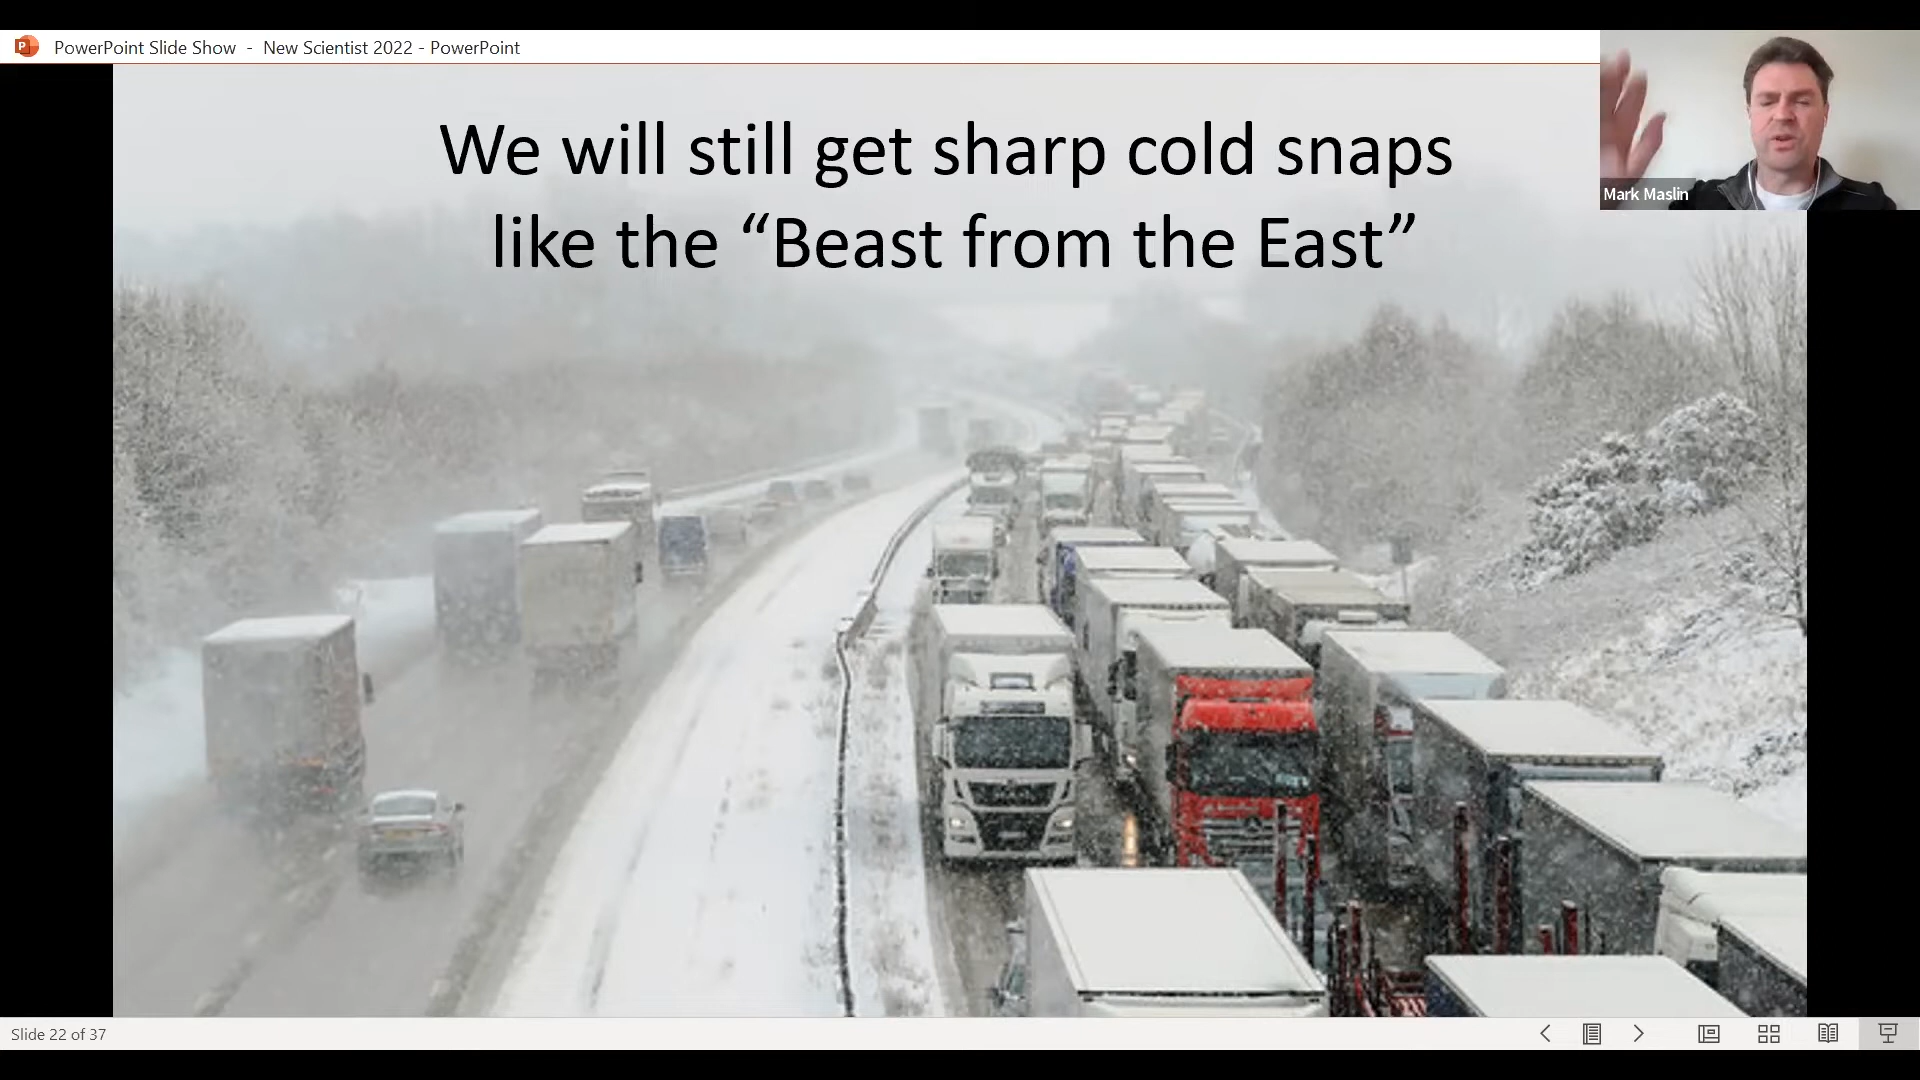 PowerPoint Slide Show - New Scientist 2022 - PowerPoint
We will still get sharp cold snaps
like the “Beast from the East”
Mark Maslin
Slide 22 of 37